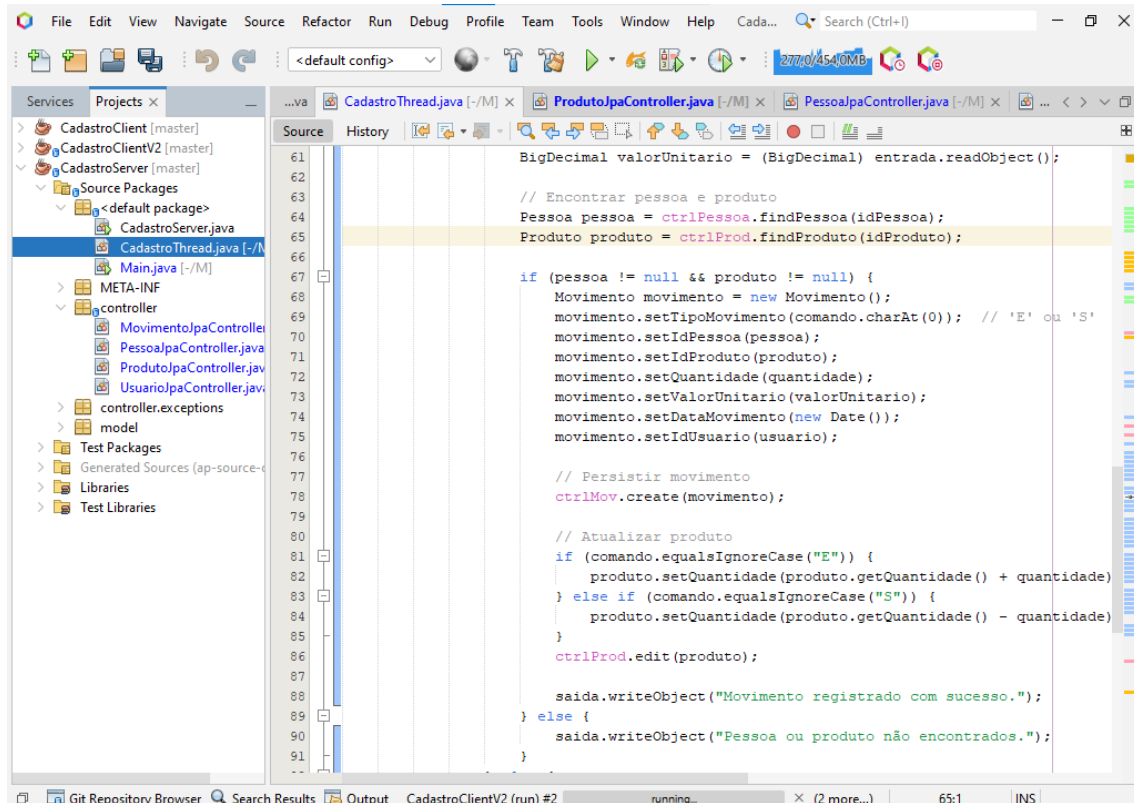 File Edit View Navigate Source Refactor Run Debug Profile Team Tools Window Help Cada... Search (Ctrl+I)
<default config> 277,0/454,0MB
Services Projects
CadastroClient [master]
CadastroClientV2 [master]
CadastroServer [master]
Source Packages
<default package>
CadastroServer.java
CadastroThread.java [-/M
Main.java [-/M]
META-INF
controller
MovimentoJpaController
PessoaJpaController.java
ProdutoJpaController.jav
UsuarioJpaController.java
controller.exceptions
model
Test Packages
Generated Sources (ap-source-o
Libraries
Test Libraries
...va CadastroThread.java [-/M] ProdutoJpaController.java [-/M] PessoaJpaController.java [-/M] ...
Source History
61 BigDecimal valorUnitario = (BigDecimal) entrada.readObject();
62
63 // Encontrar pessoa e produto
64 Pessoa pessoa = ctrlPessoa.findPessoa(idPessoa);
65 Produto produto = ctrlProd.findProduto(idProduto);
66
67 if (pessoa != null && produto != null) {
68 Movimento movimento = new Movimento();
69 movimento.setTipoMovimento(comando.charAt(0)); // 'E' ou 'S'
70 movimento.setIdPessoa(pessoa);
71 movimento.setIdProduto(produto);
72 movimento.setQuantidade(quantidade);
73 movimento.setValorUnitario(valorUnitario);
74 movimento.setDataMovimento(new Date());
75 movimento.setIdUsuario(usuario);
76
77 // Persistir movimento
78 ctrlMov.create(movimento);
79
80 // Atualizar produto
81 if (comando.equalsIgnoreCase("E")) {
82 produto.setQuantidade(produto.getQuantidade() + quantidade)
83 } else if (comando.equalsIgnoreCase("S")) {
84 produto.setQuantidade(produto.getQuantidade() - quantidade)
85 }
86 ctrlProd.edit(produto);
87
88 saida.writeObject("Movimento registrado com sucesso.");
89 } else {
90 saida.writeObject("Pessoa ou produto não encontrados.");
91 }
Git Repository Browser Search Results Output CadastroClientV2 (run) #2 running... (2 more...) 65:1 INS